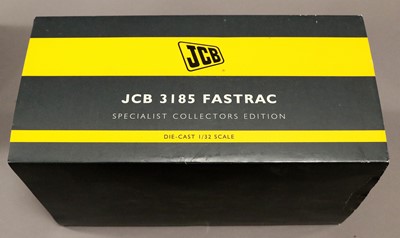 JCB
JCB 3185 FASTRAC
SPECIALIST COLLECTORS EDITION
DIE-CAST 1/32 SCALE